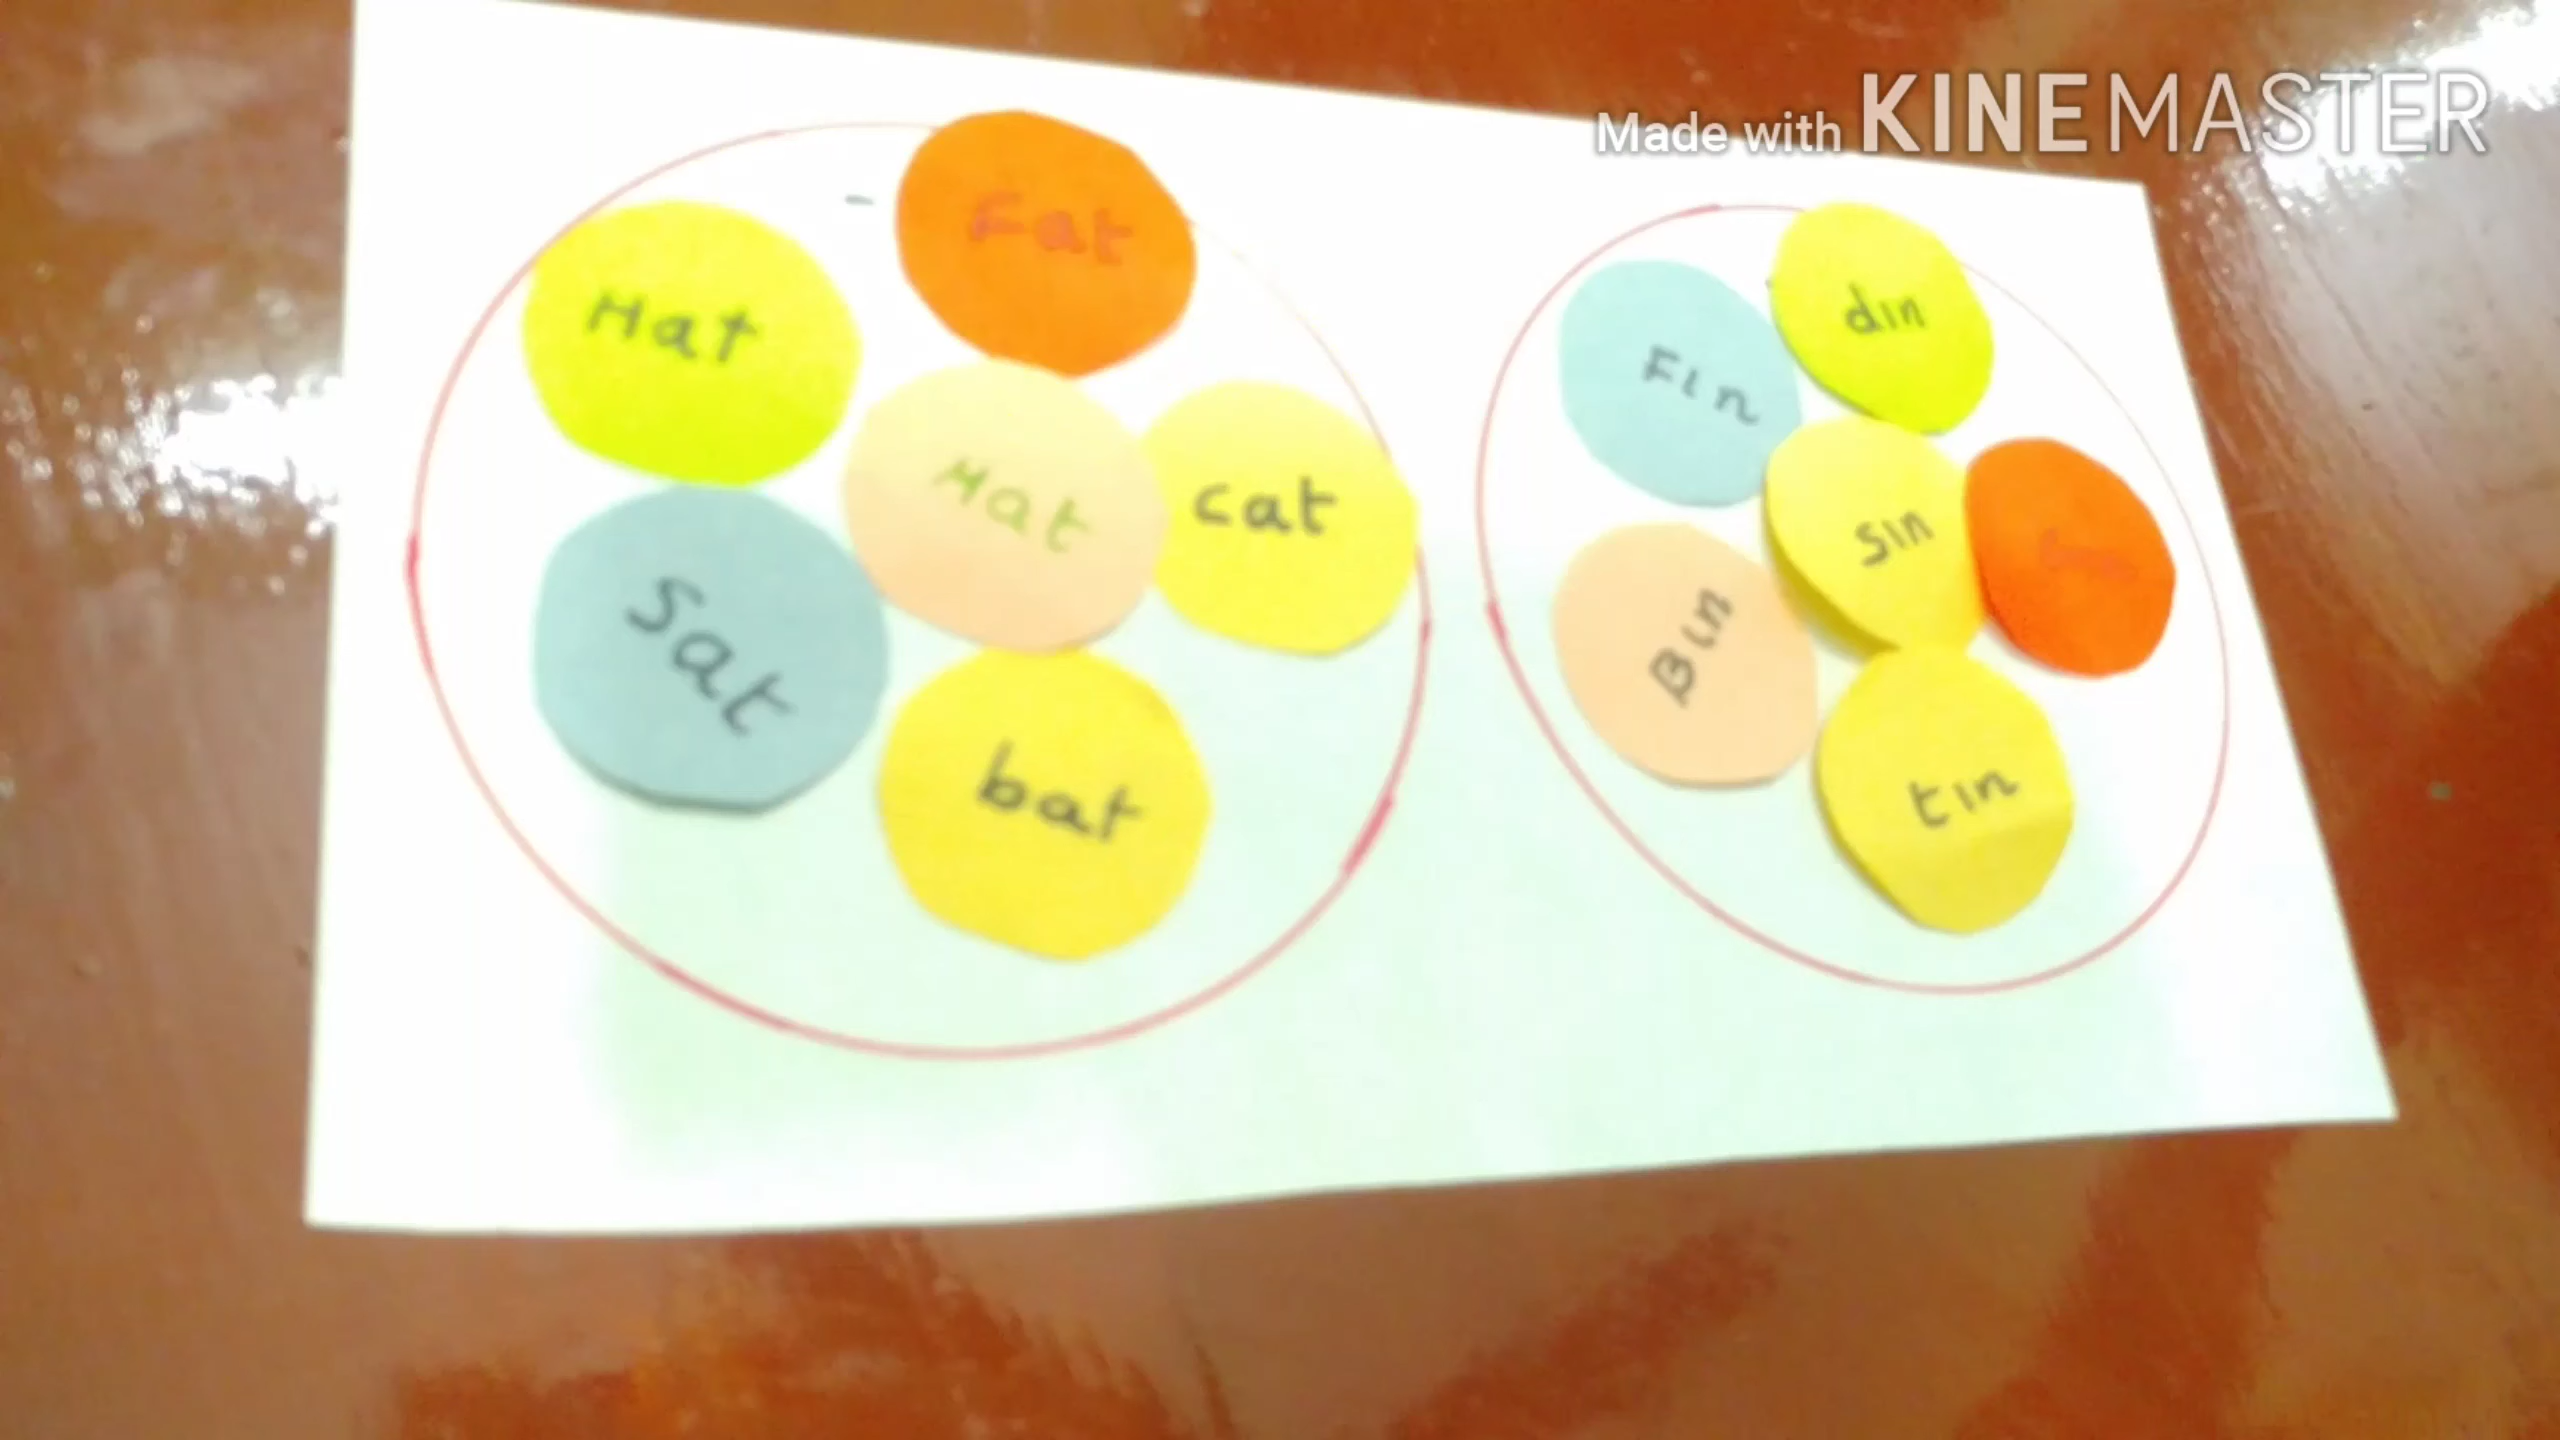 Made with KINEMASTER
Fat
Hat
Mat
cat
Sat
bat
din
Fin
sin
Bin
tin